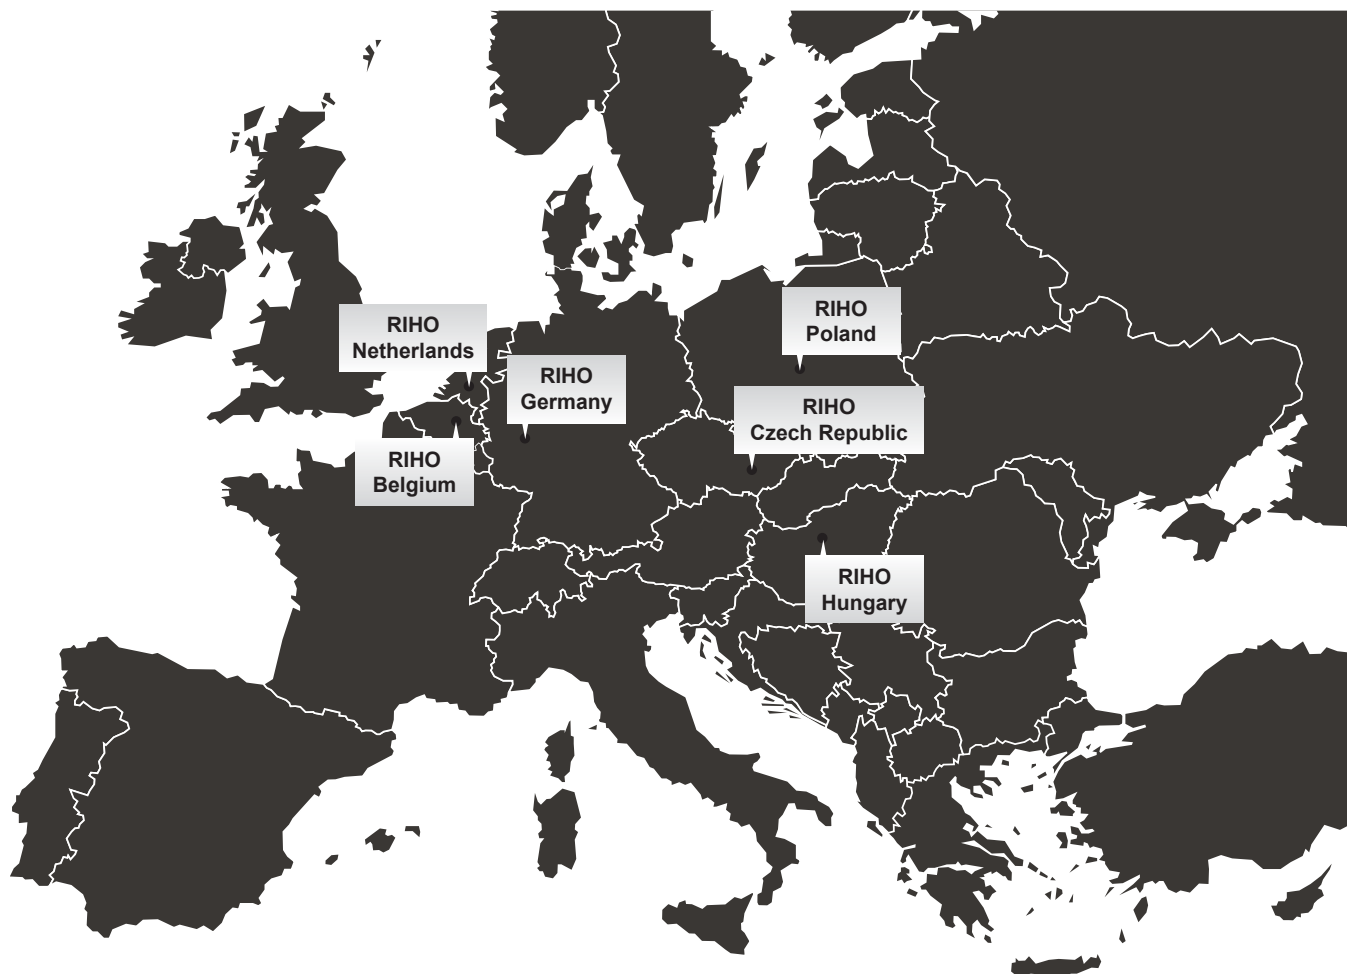 RIHO
Poland
RIHO
Netherlands
RIHO
Germany
RIHO
Czech Republic
RIHO
Belgium
RIHO
Hungary